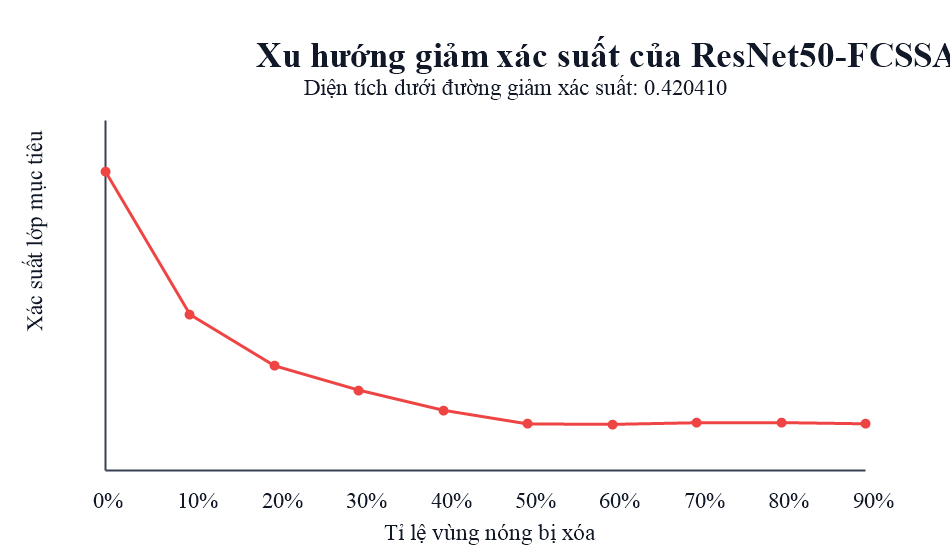 Xu hướng giảm xác suất của ResNet50-FCSSA
Diện tích dưới đường giảm xác suất: 0.420410
Xác suất lớp mục tiêu
0% 10% 20% 30% 40% 50% 60% 70% 80% 90%
Tỉ lệ vùng nóng bị xóa